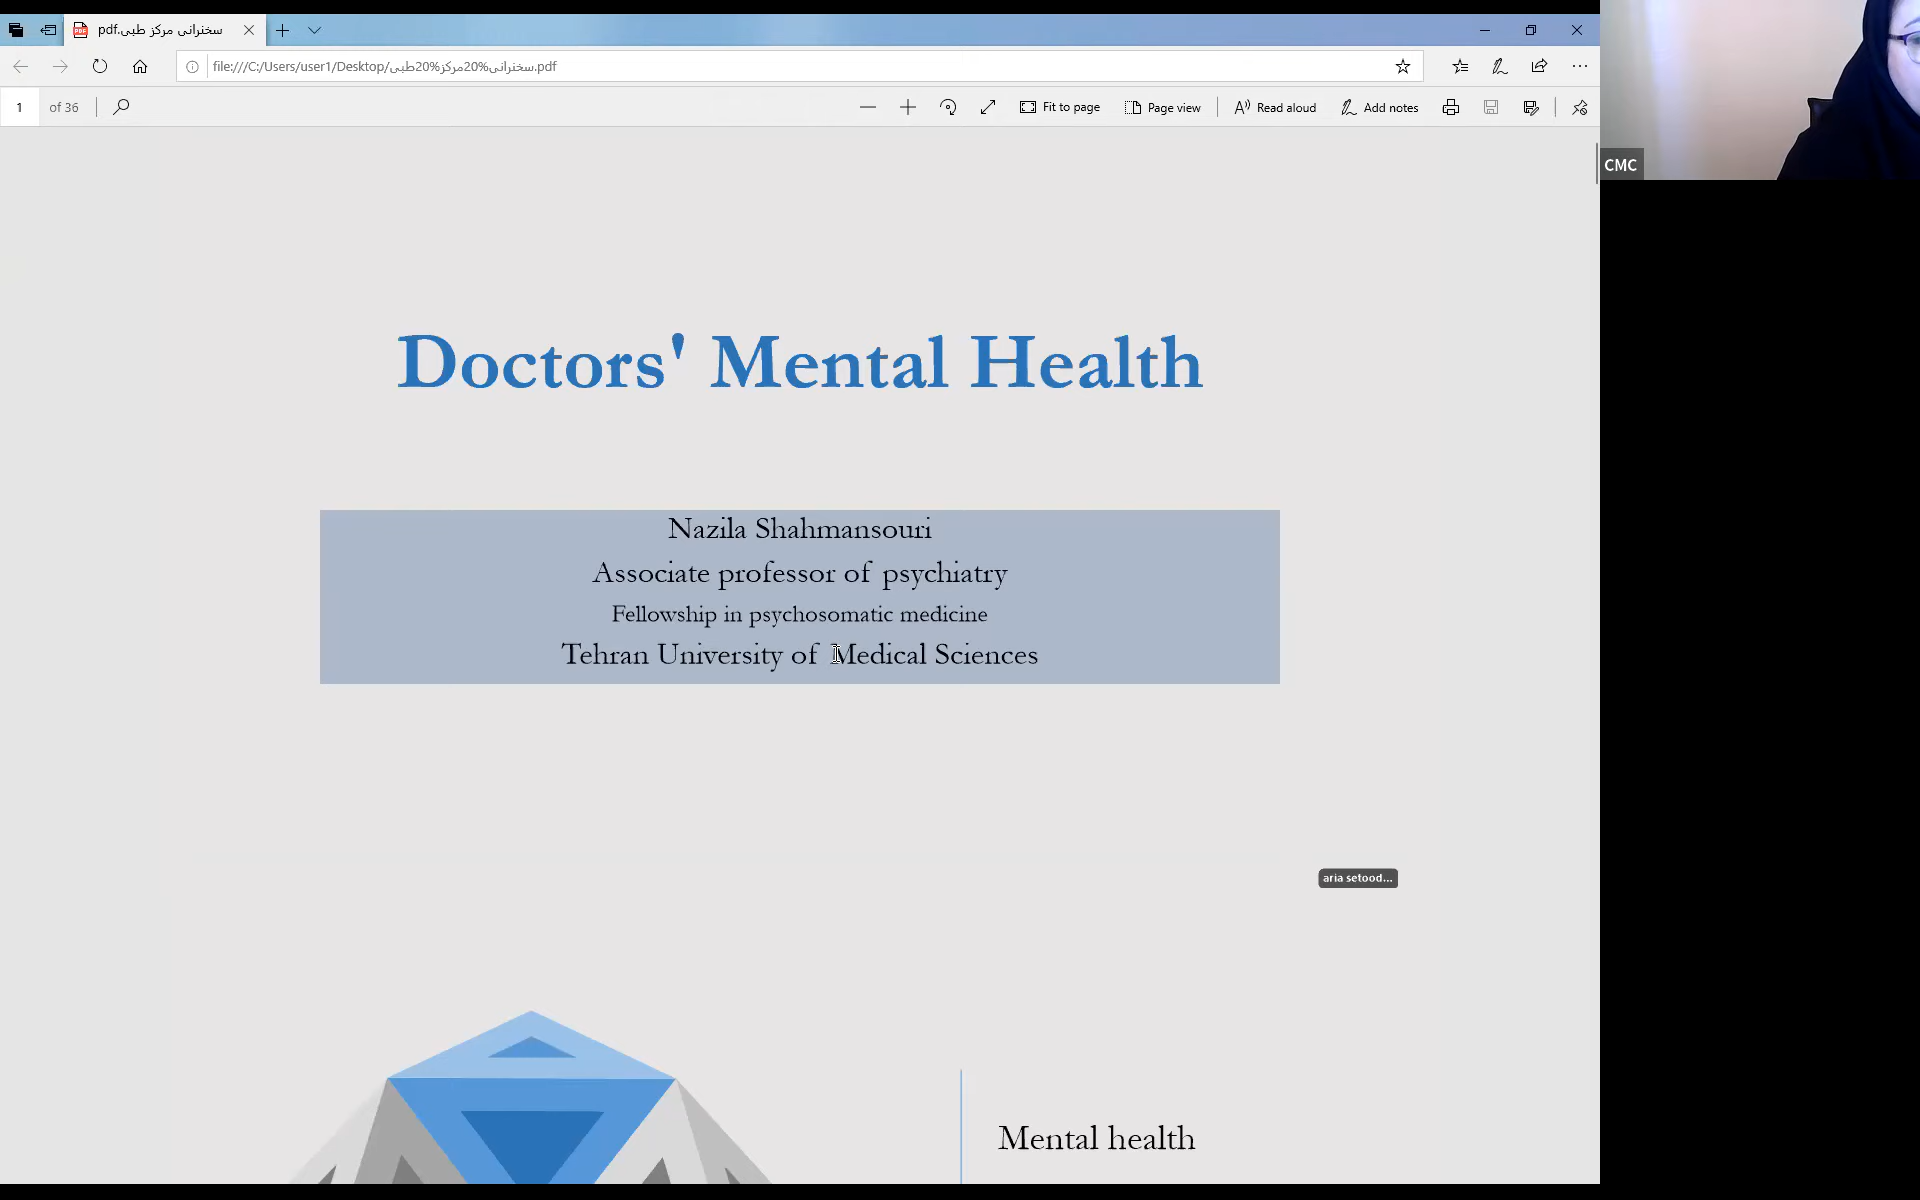 سخنرانی مرکز طبی.pdf
file:///C:/Users/user1/Desktop/سخنرانی%20مرکز%20طبی.pdf
1 of 36
Fit to page
Page view
Read aloud
Add notes
CMC
Doctors' Mental Health
Nazila Shahmansouri
Associate professor of psychiatry
Fellowship in psychosomatic medicine
Tehran University of Medical Sciences
aria setood...
Mental health